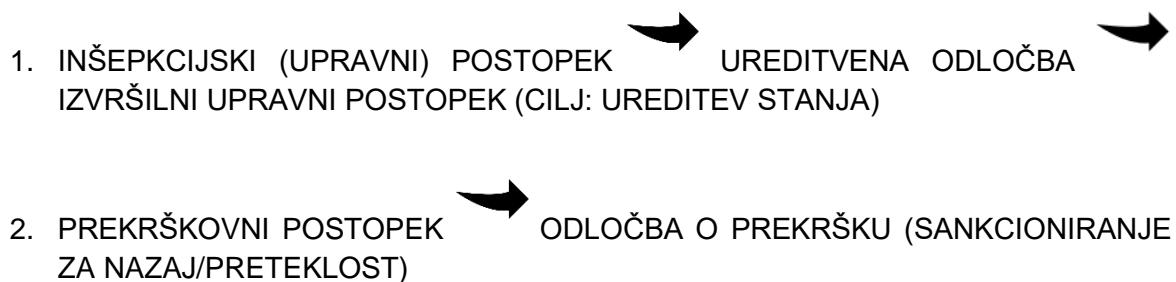 1. INŠEPKCIJSKI (UPRAVNI) POSTOPEK UREDITVENA ODLOČBA
IZVRŠILNI UPRAVNI POSTOPEK (CILJ: UREDITEV STANJA)
2. PREKRŠKOVNI POSTOPEK ODLOČBA O PREKRŠKU (SANKCIONIRANJE
ZA NAZAJ/PRETEKLOST)